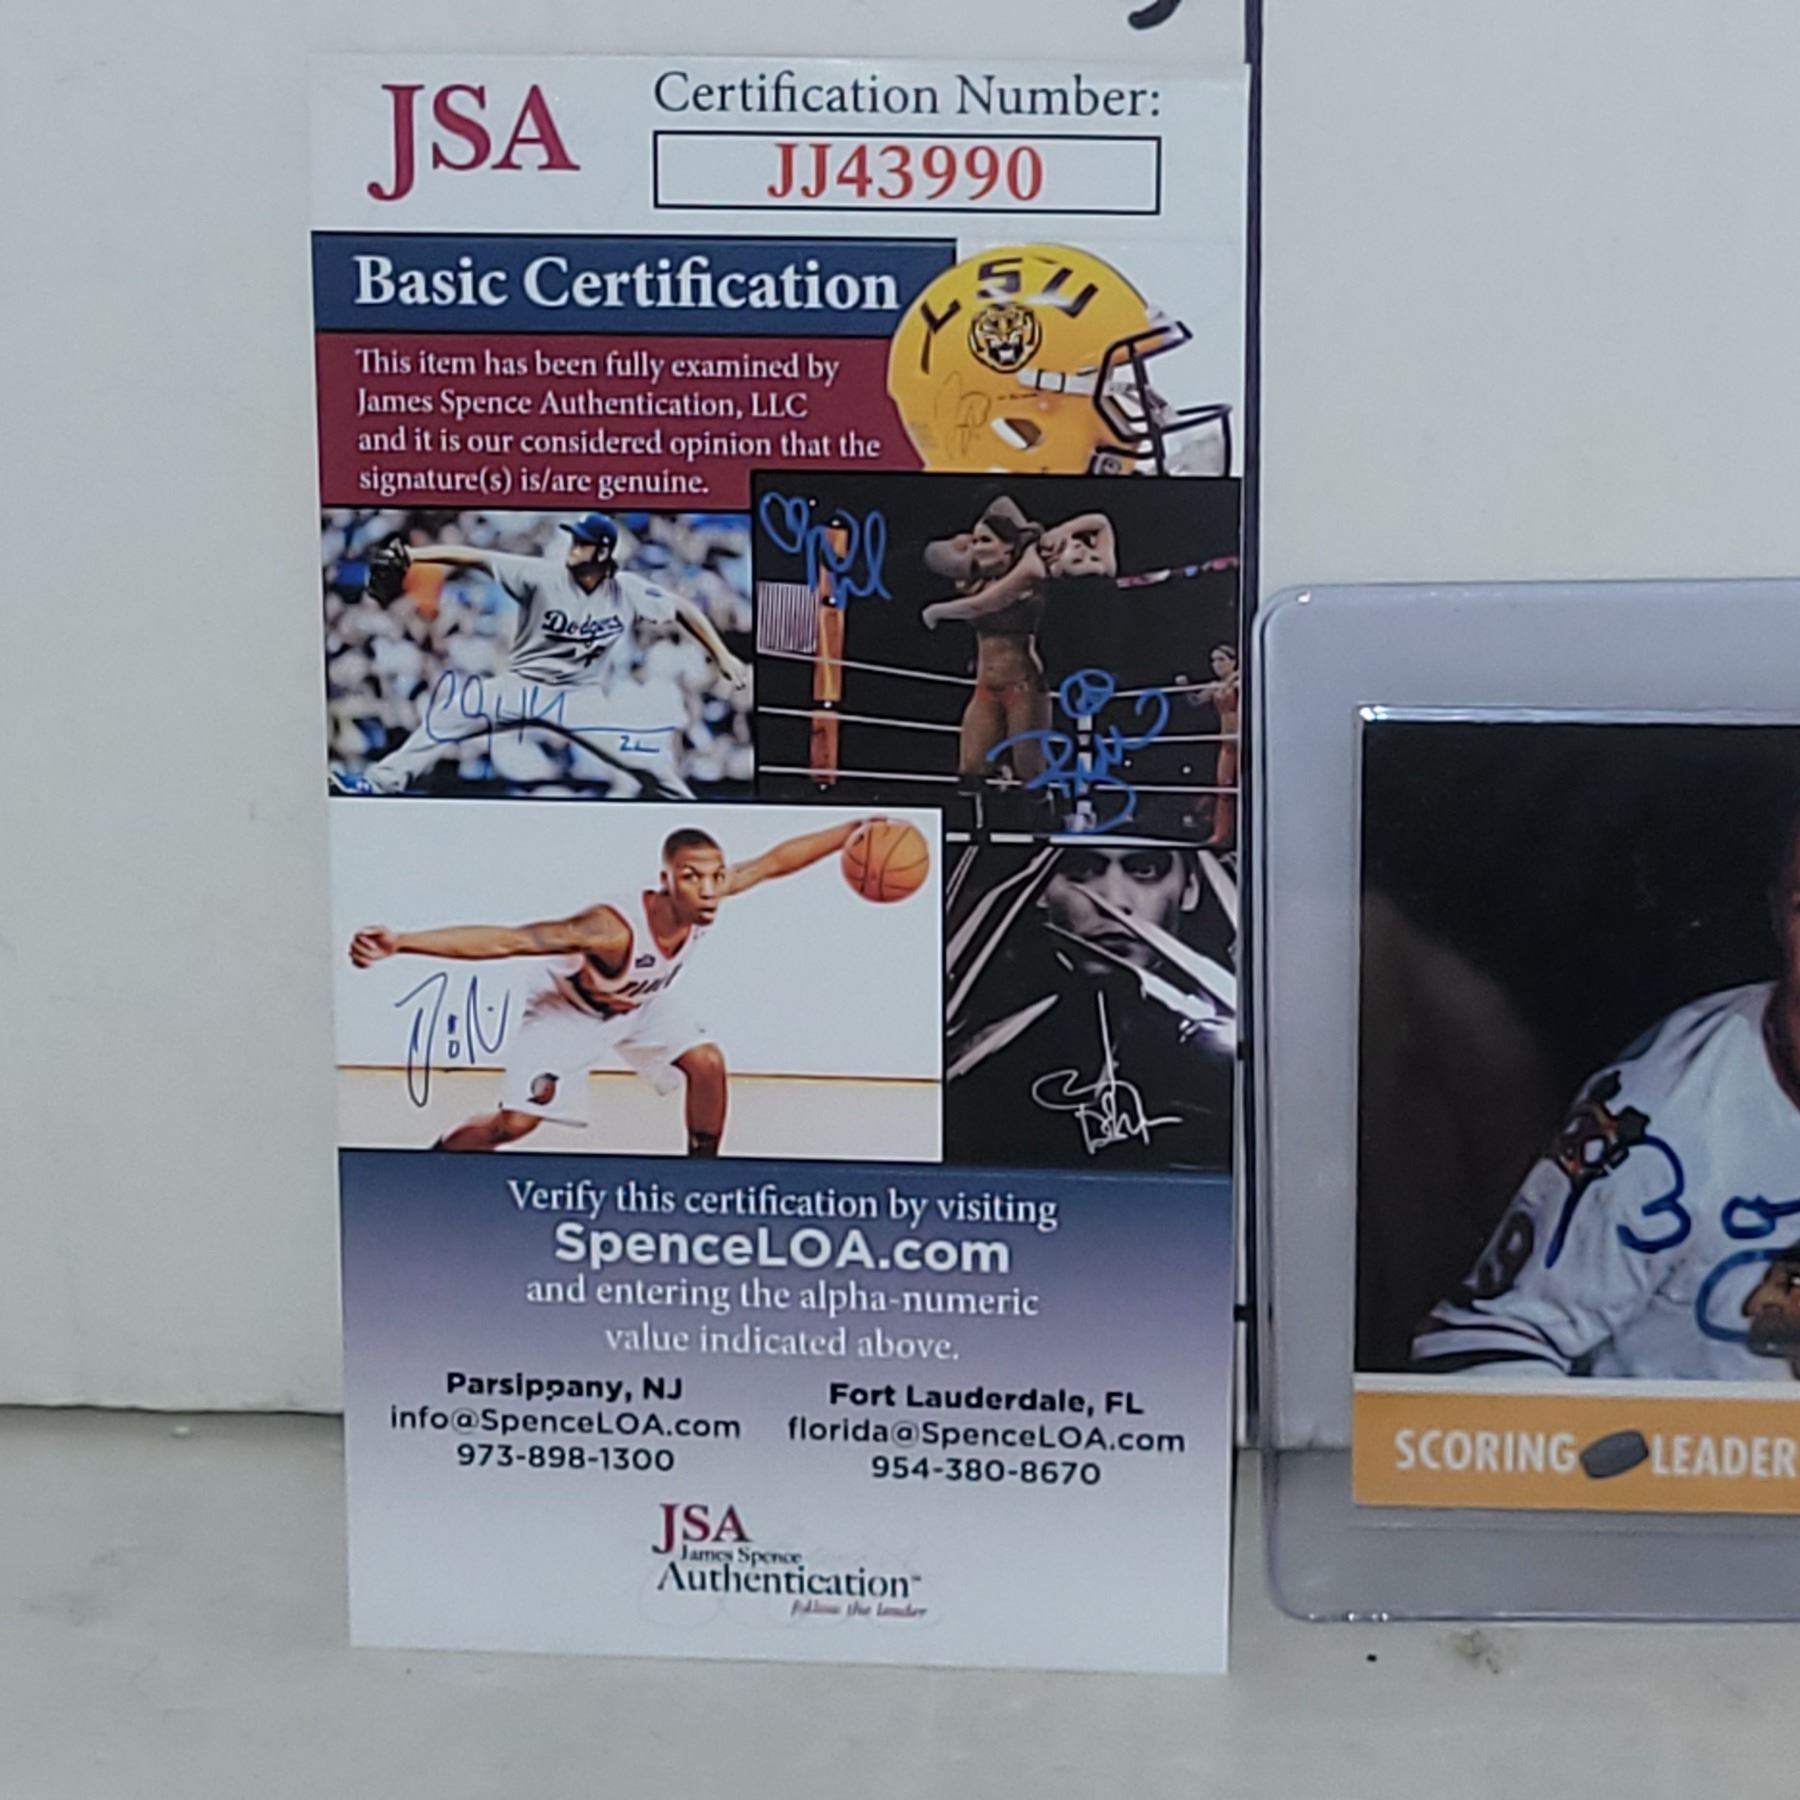 JSA
Certification Number:
JJ43990
Basic Certification
LSU
This item has been fully examined by
James Spence Authentication, LLC
and it is our considered opinion that the
signature(s) is/are genuine.
Dodgers
Verify this certification by visiting
SpenceLOA.com
and entering the alpha-numeric
value indicated above.
Parsippany, NJ
info@SpenceLOA.com
973-898-1300
Fort Lauderdale, FL
florida@SpenceLOA.com
954-380-8670
JSA
James Spence
Authentication™
follow the leader
Bo
SCORING LEADER